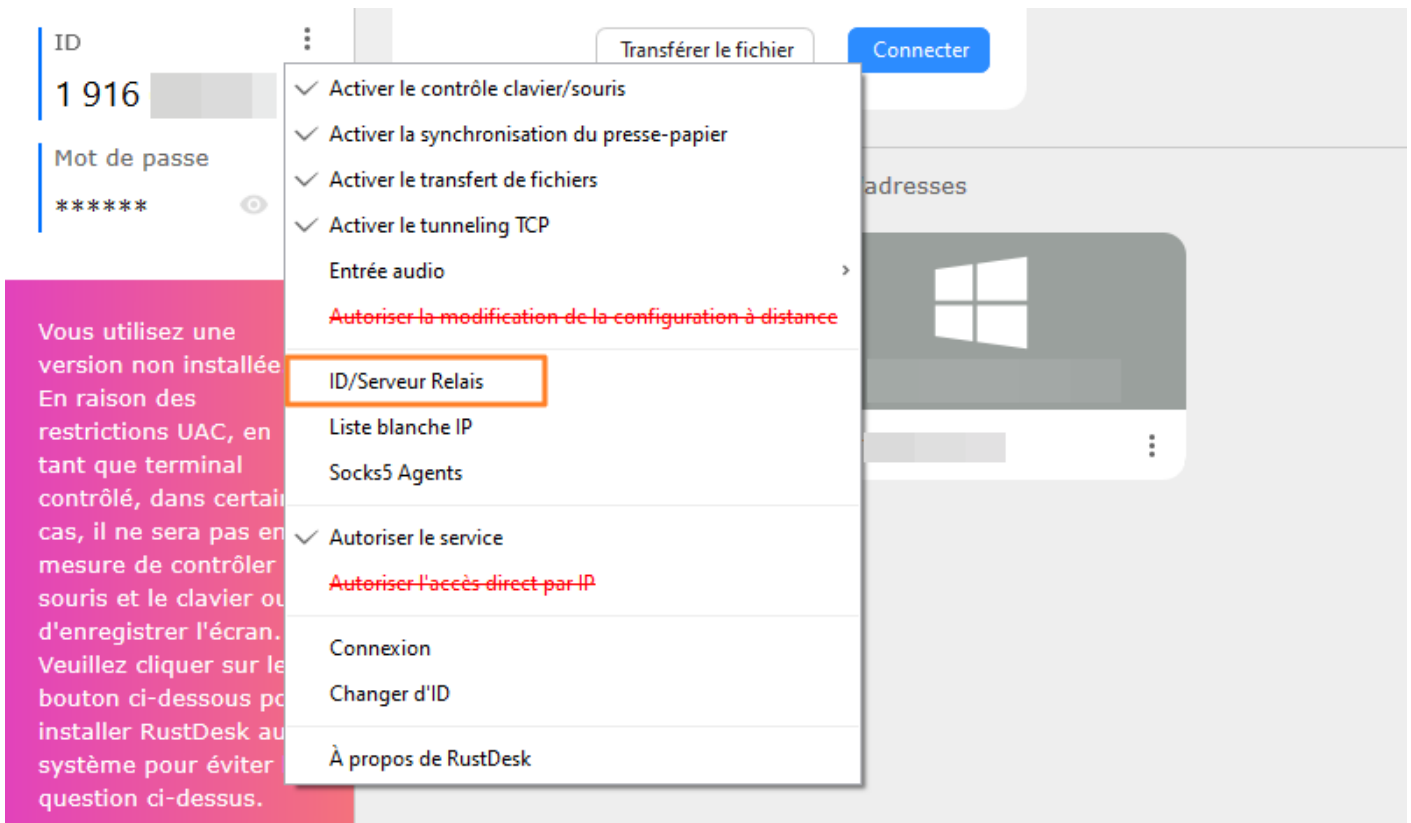 ID
1 916
Mot de passe
******
Transférer le fichier
Connecter
adresses
Activer le contrôle clavier/souris
Activer la synchronisation du presse-papier
Activer le transfert de fichiers
Activer le tunneling TCP
Entrée audio
Autoriser la modification de la configuration à distance
ID/Serveur Relais
Liste blanche IP
Socks5 Agents
Autoriser le service
Autoriser l'accès direct par IP
Connexion
Changer d'ID
À propos de RustDesk
Vous utilisez une
version non installée
En raison des
restrictions UAC, en
tant que terminal
contrôlé, dans
cas, il ne sera pas en
mesure de contrôler
souris et le clavier
d'enregistrer l'écran.
Veuillez cliquer sur le
bouton ci-dessous
installer RustDesk
système pour éviter
question ci-dessus.